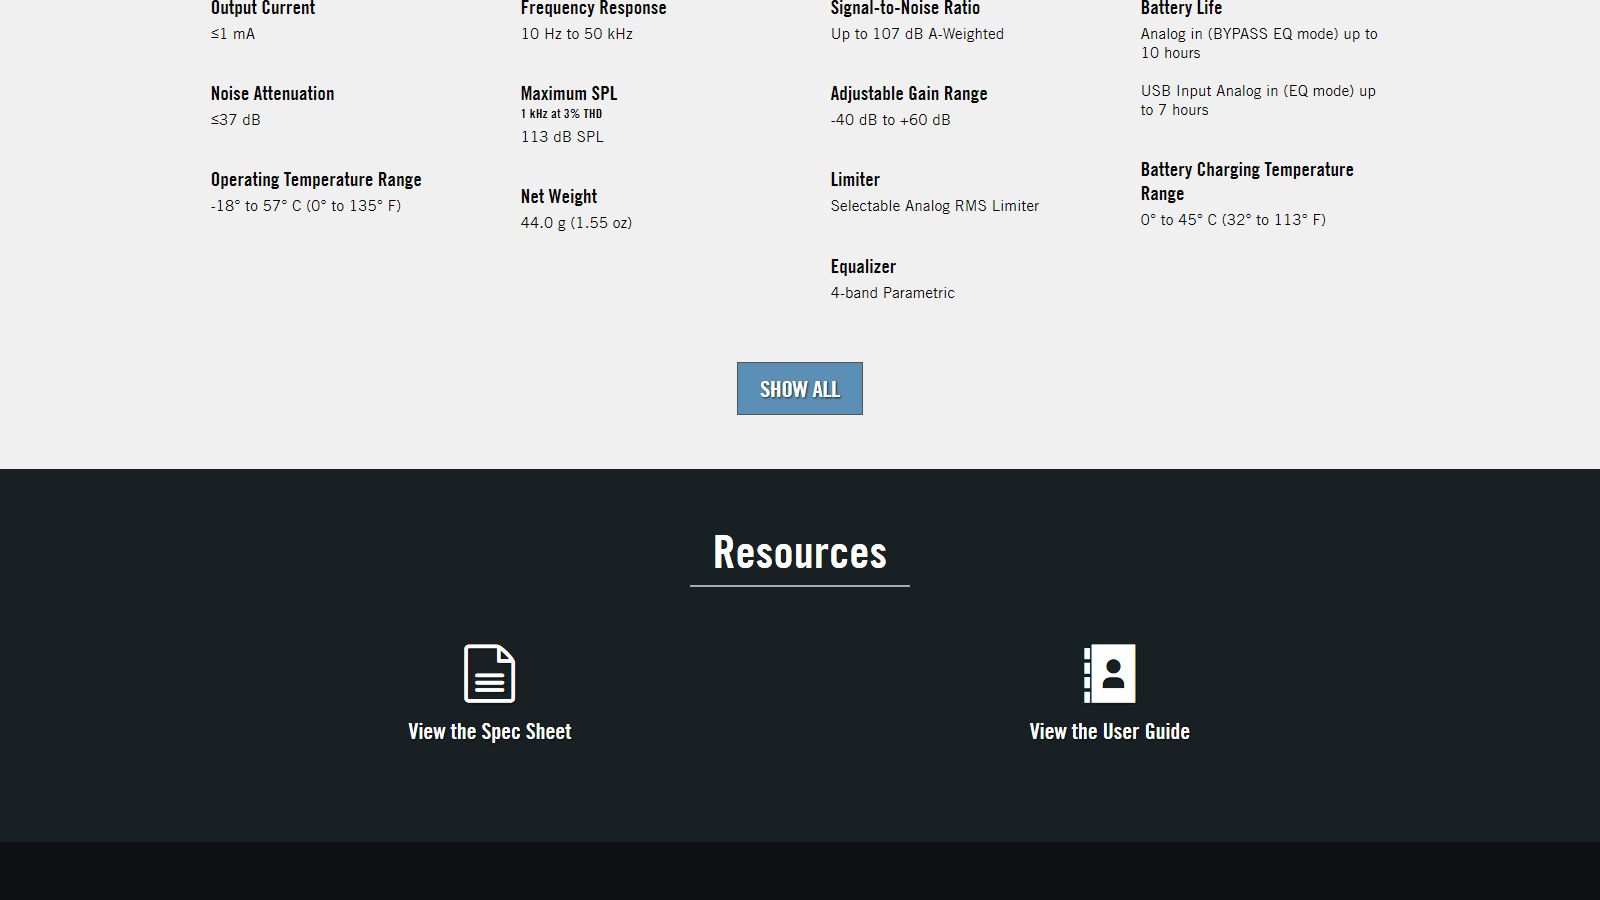 Output Current
≤1 mA
Noise Attenuation
≤37 dB
Operating Temperature Range
-18° to 57° C (0° to 135° F)
Frequency Response
10 Hz to 50 kHz
Maximum SPL
1 kHz at 3% THD
113 dB SPL
Net Weight
44.0 g (1.55 oz)
Signal-to-Noise Ratio
Up to 107 dB A-Weighted
Adjustable Gain Range
-40 dB to +60 dB
Limiter
Selectable Analog RMS Limiter
Equalizer
4-band Parametric
Battery Life
Analog in (BYPASS EQ mode) up to
10 hours
USB Input Analog in (EQ mode) up
to 7 hours
Battery Charging Temperature
Range
0° to 45° C (32° to 113° F)
SHOW ALL
Resources
View the Spec Sheet
View the User Guide